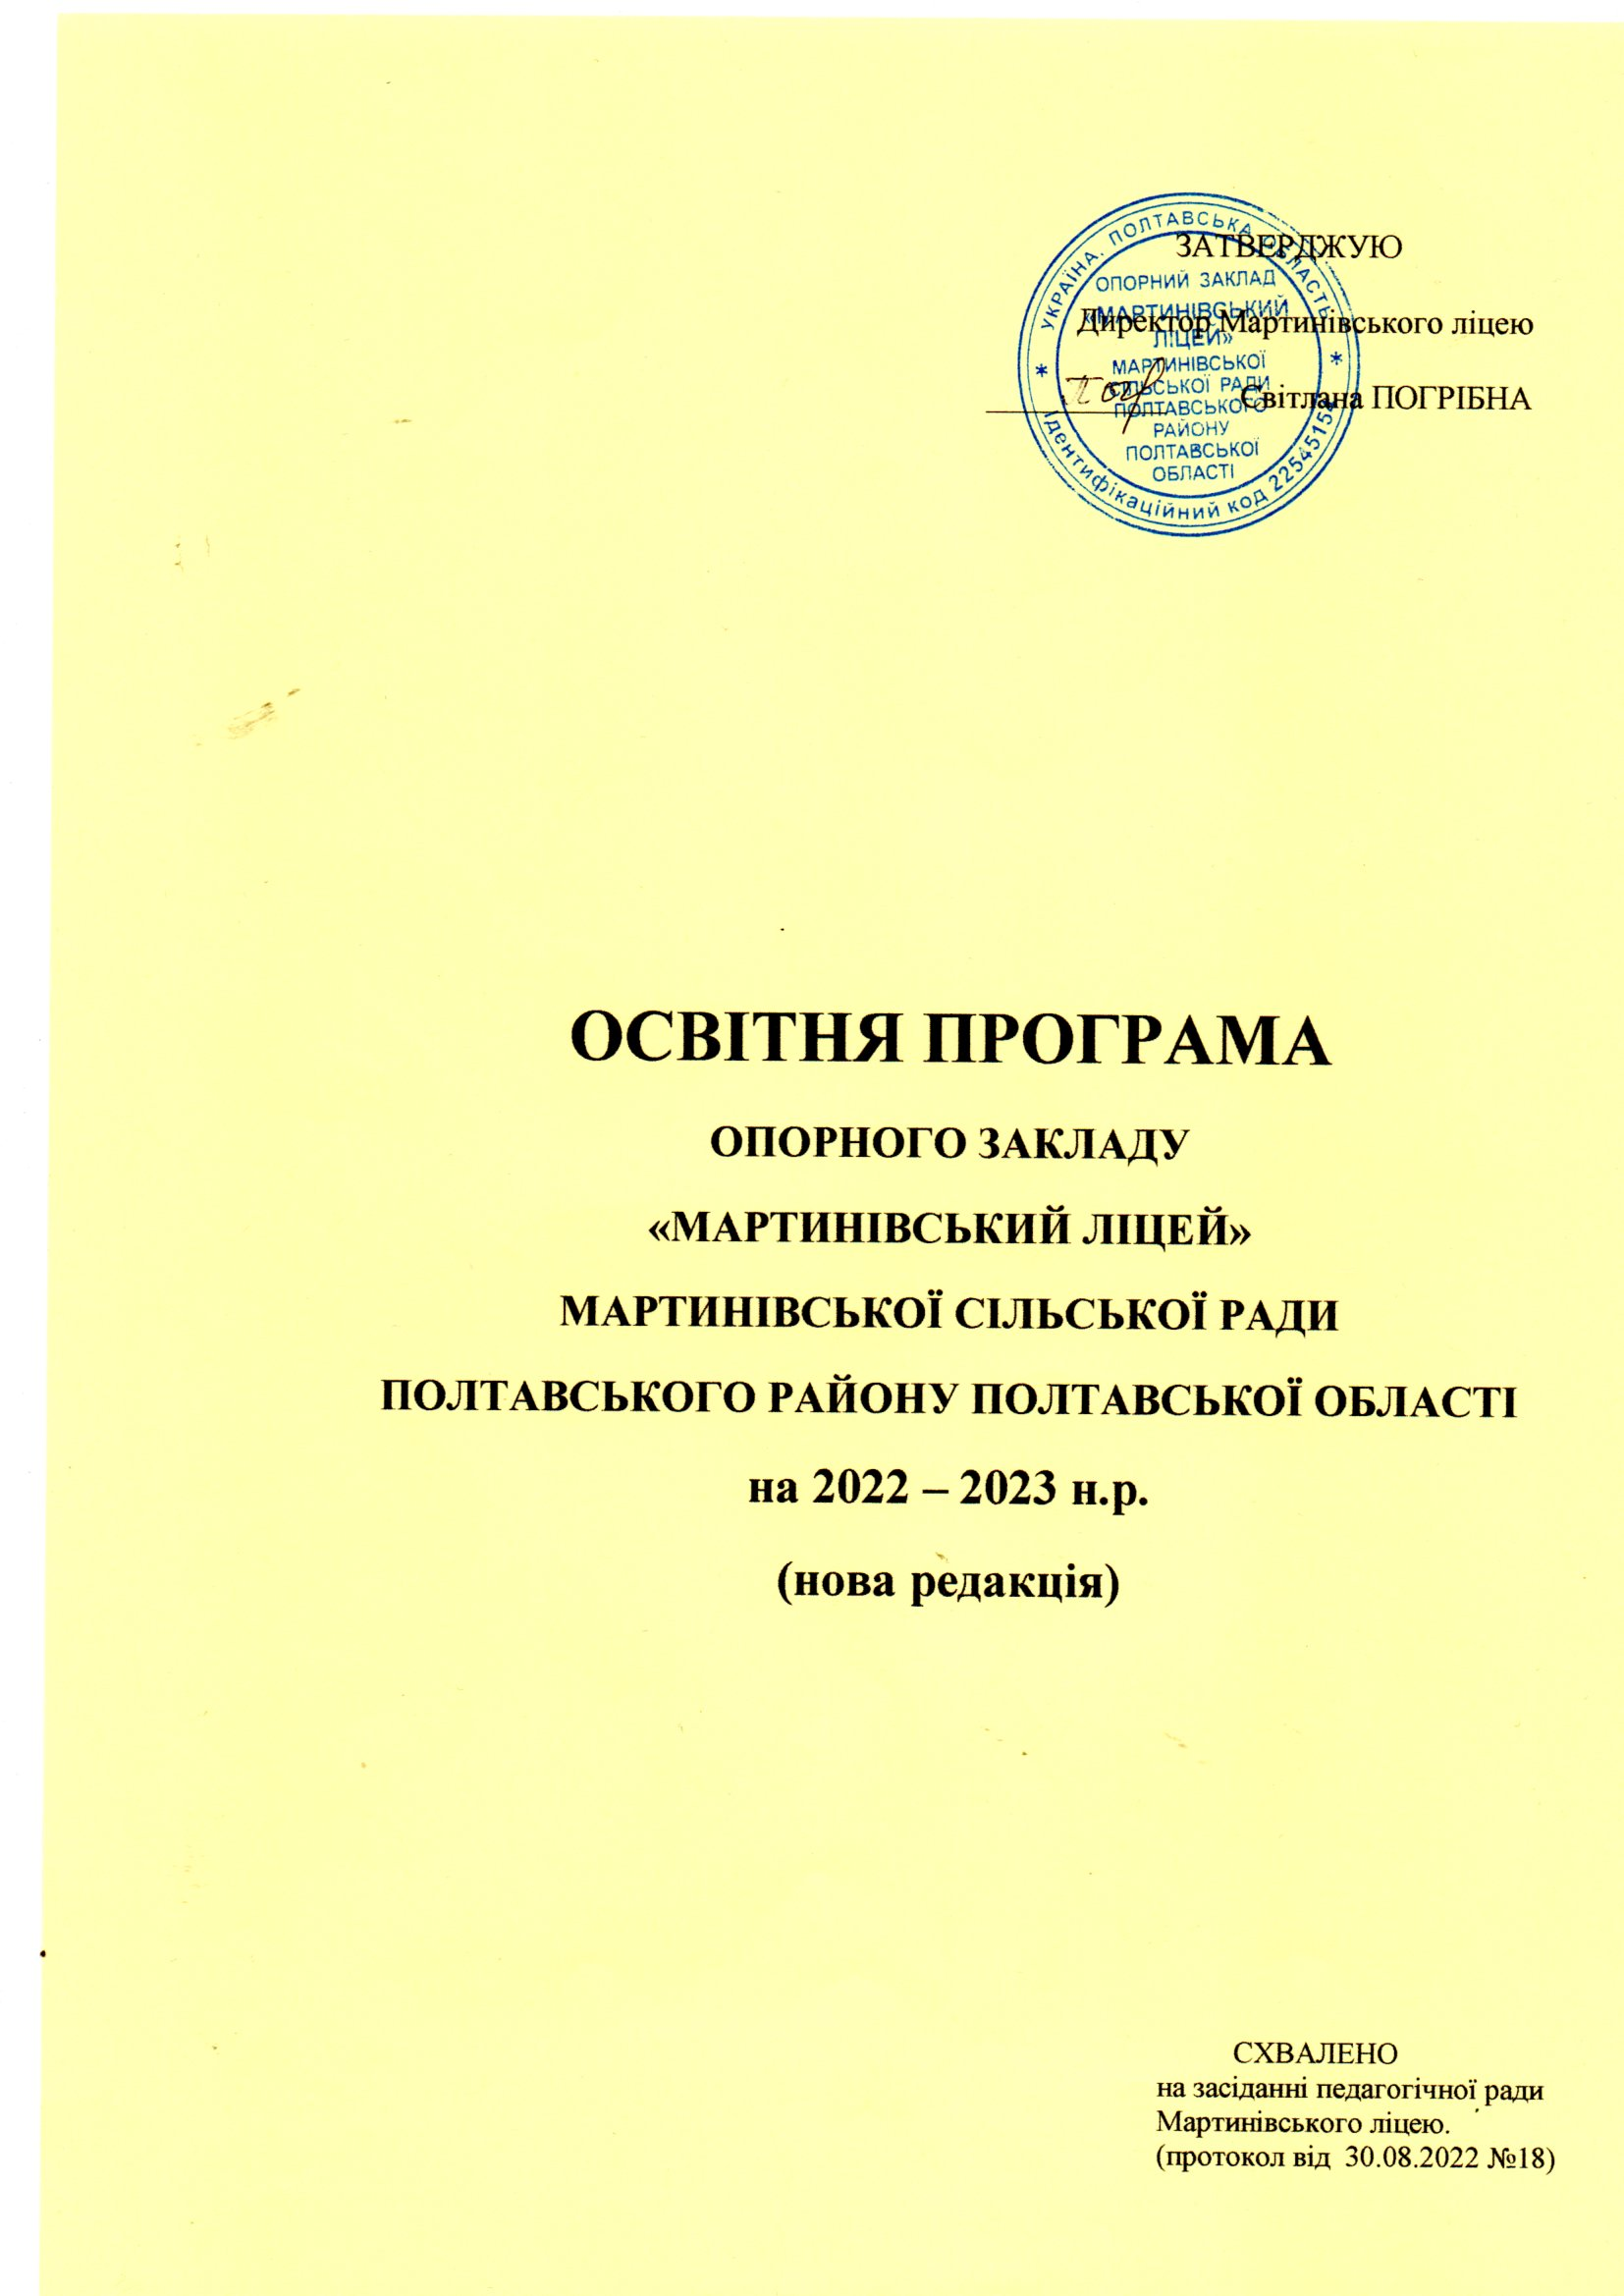 ЗАТВЕРДЖУЮ
Директор Мартинівського ліцею
Світлана ПОГРІБНА
УКРАЇНА. ПОЛТАВСЬКА ОБЛАСТЬ
ОПОРНИЙ ЗАКЛАД
«МАРТИНІВСЬКИЙ
ЛІЦЕЙ»
МАРТИНІВСЬКОЇ
СІЛЬСЬКОЇ РАДИ
ПОЛТАВСЬКОГО
РАЙОНУ
ПОЛТАВСЬКОЇ
ОБЛАСТІ
Ідентифікаційний код
ОСВІТНЯ ПРОГРАМА
ОПОРНОГО ЗАКЛАДУ
«МАРТИНІВСЬКИЙ ЛІЦЕЙ»
МАРТИНІВСЬКОЇ СІЛЬСЬКОЇ РАДИ
ПОЛТАВСЬКОГО РАЙОНУ ПОЛТАВСЬКОЇ ОБЛАСТІ
на 2022 – 2023 н.р.
(нова редакція)
СХВАЛЕНО
на засіданні педагогічної ради
Мартинівського ліцею.
(протокол від 30.08.2022 №18)